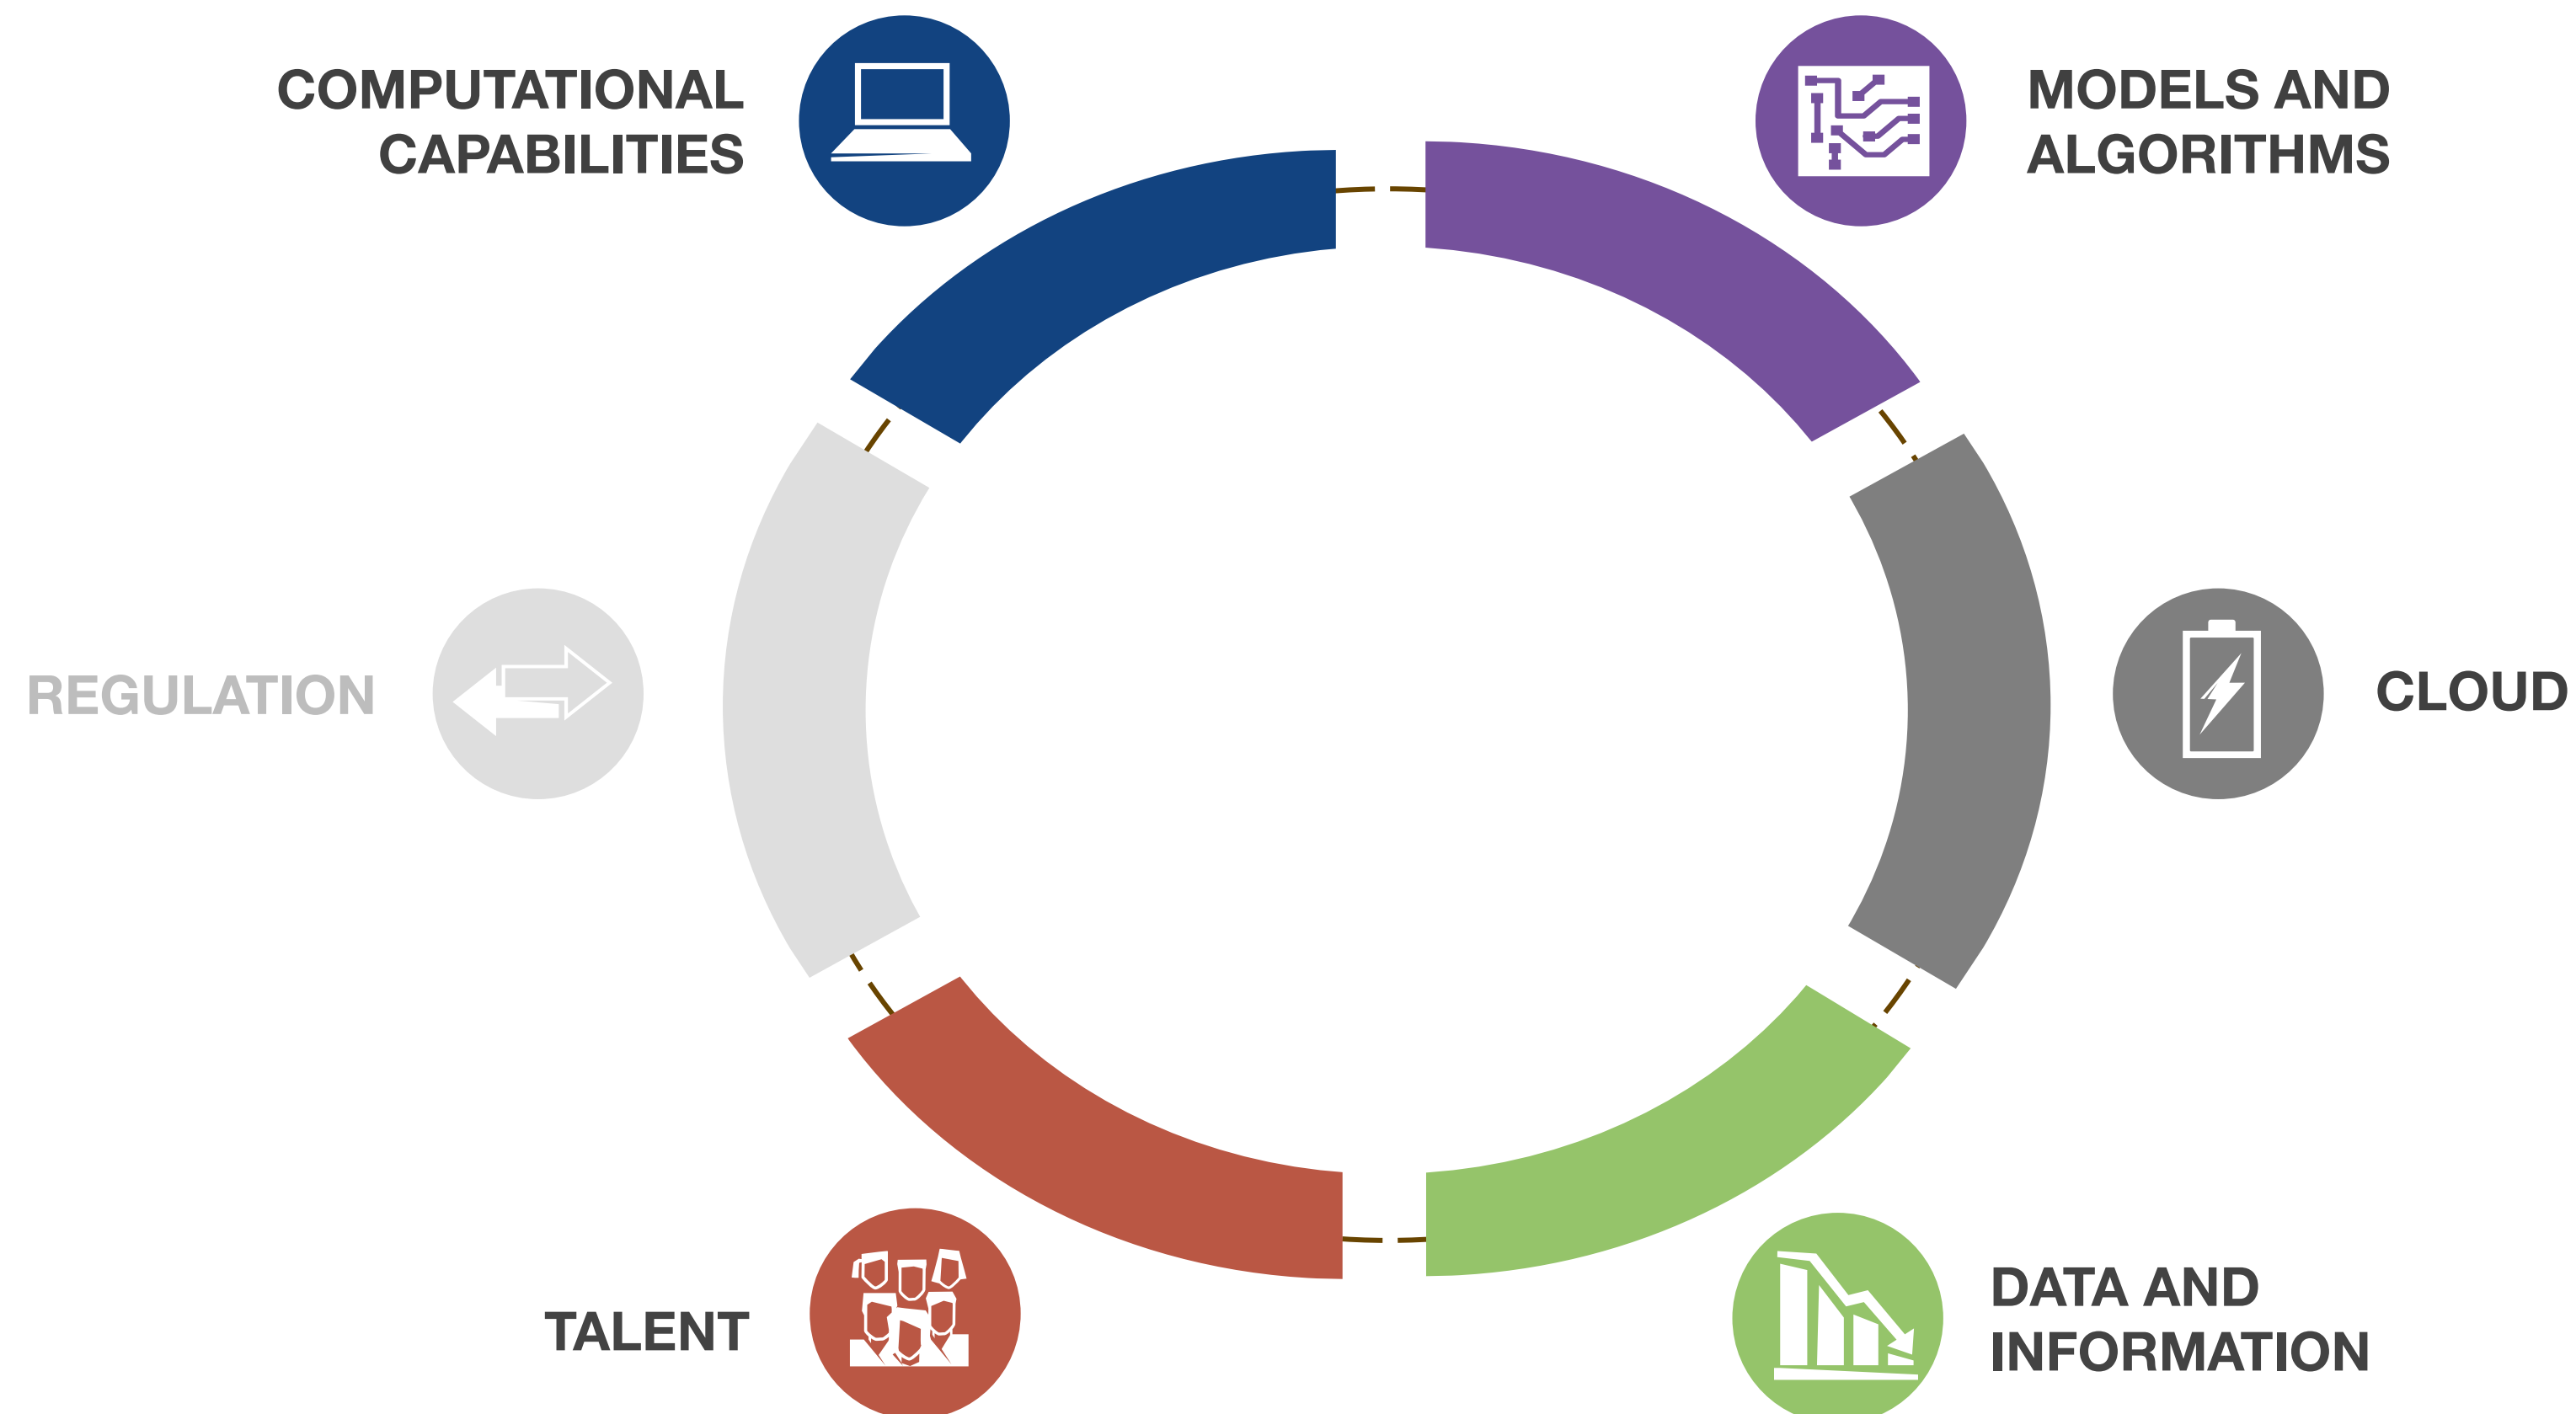 COMPUTATIONAL
CAPABILITIES
MODELS AND
ALGORITHMS
REGULATION
CLOUD
TALENT
DATA AND
INFORMATION